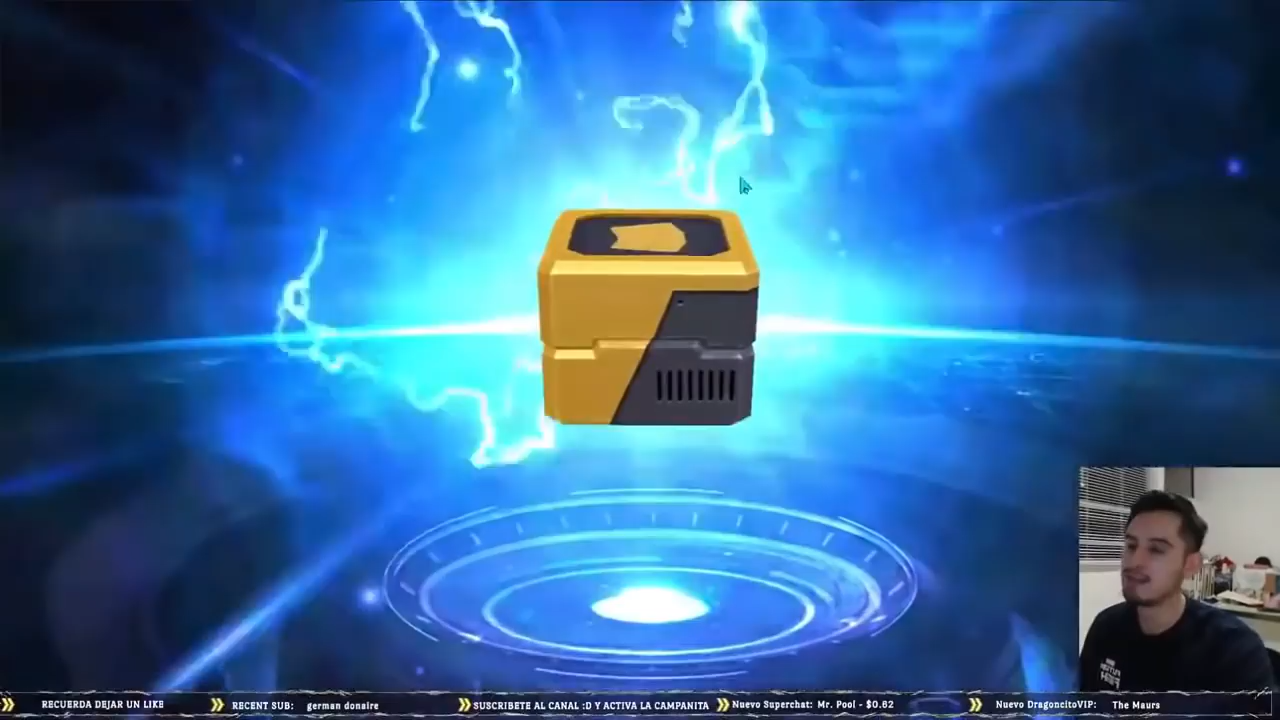 RECUERDA DEJAR UN LIKE
RECENT SUB: german donaire
SUSCRIBETE AL CANAL :D Y ACTIVA LA CAMPANITA
Nuevo Superchat: Mr. Pool - $0.62
Nuevo DragoncitoVIP: The Maurs